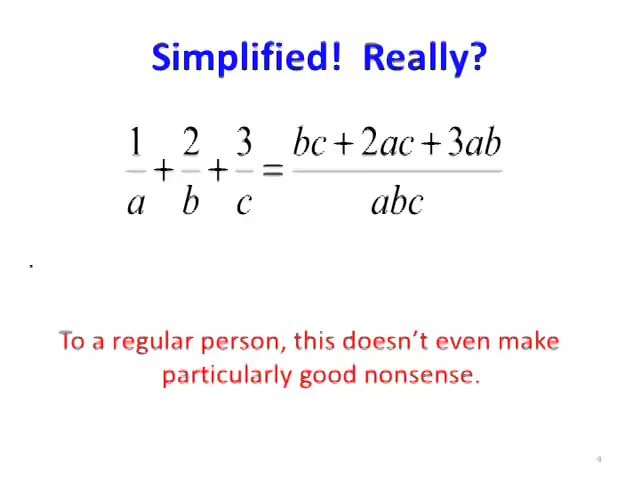 Simplified!  Really?
1/a + 2/b + 3/c = (bc + 2ac + 3ab)/abc
.
To a regular person, this doesn't even make
particularly good nonsense.